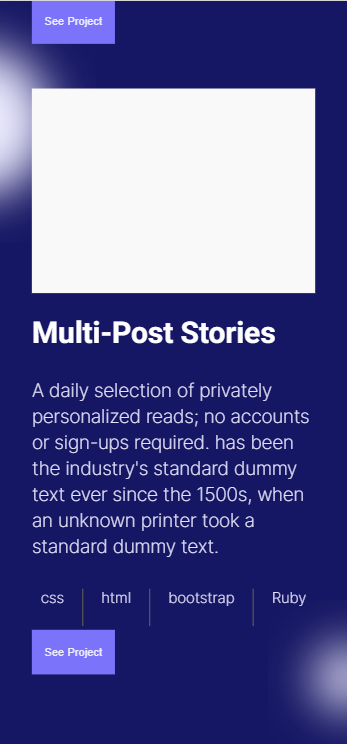 See Project
Multi-Post Stories
A daily selection of privately
personalized reads; no accounts
or sign-ups required. has been
the industry's standard dummy
text ever since the 1500s, when
an unknown printer took a
standard dummy text.
css html bootstrap Ruby
See Project